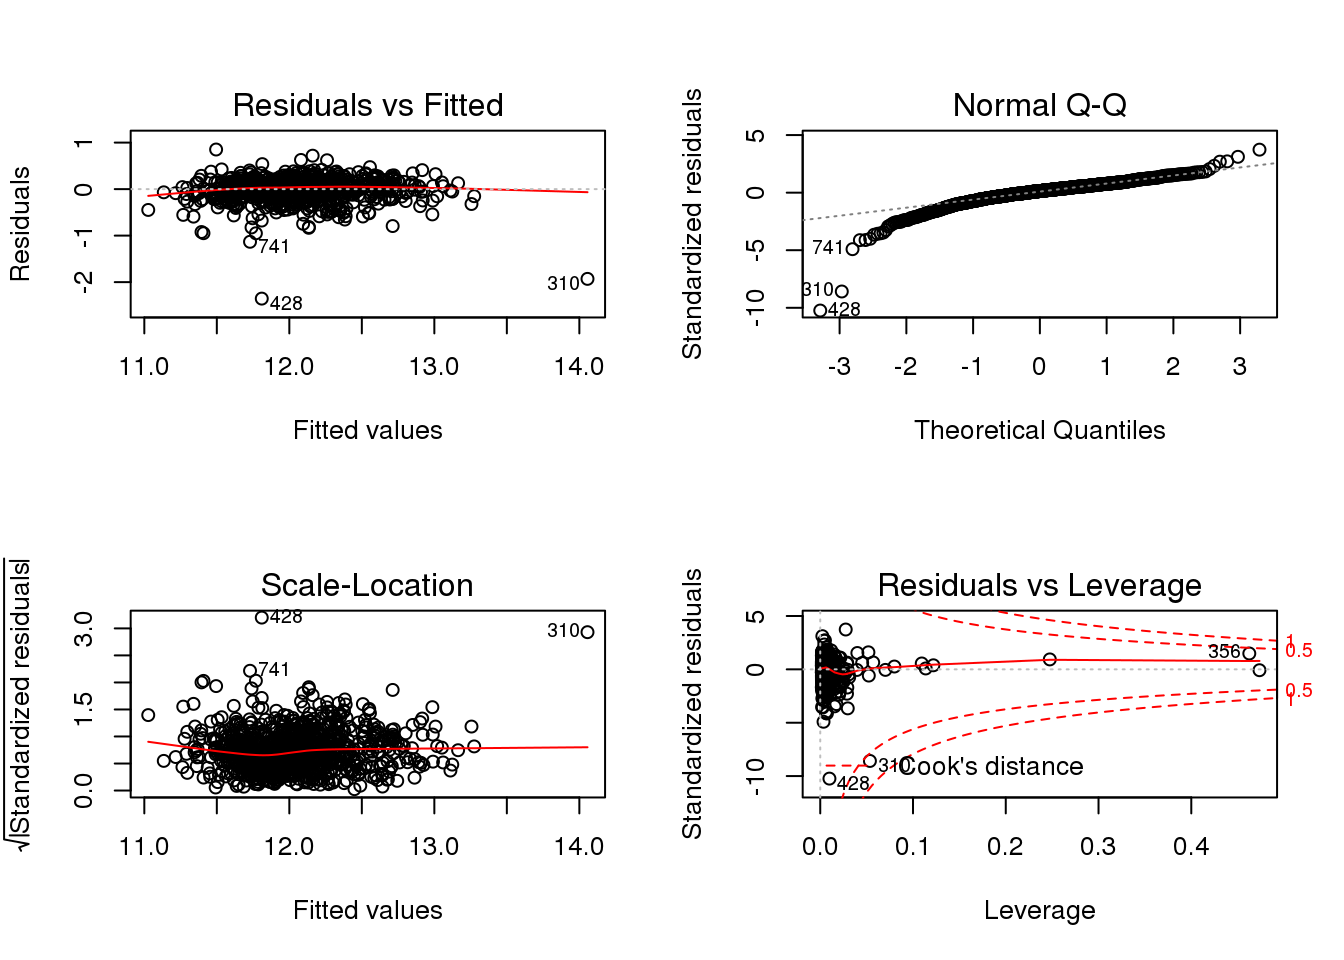 Residuals vs Fitted
Residuals
1
0
-1
-2
741
428
310
11.0 12.0 13.0 14.0
Fitted values
Normal Q-Q
Standardized residuals
5
0
-5
-10
741
310
428
-3 -2 -1 0 1 2 3
Theoretical Quantiles
Scale-Location
√|Standardized residuals|
3.0
1.5
0.0
428
310
741
11.0 12.0 13.0 14.0
Fitted values
Residuals vs Leverage
Standardized residuals
5
0
-10
356
1
0.5
0.5
1
310
428
Cook's distance
0.0 0.1 0.2 0.3 0.4
Leverage